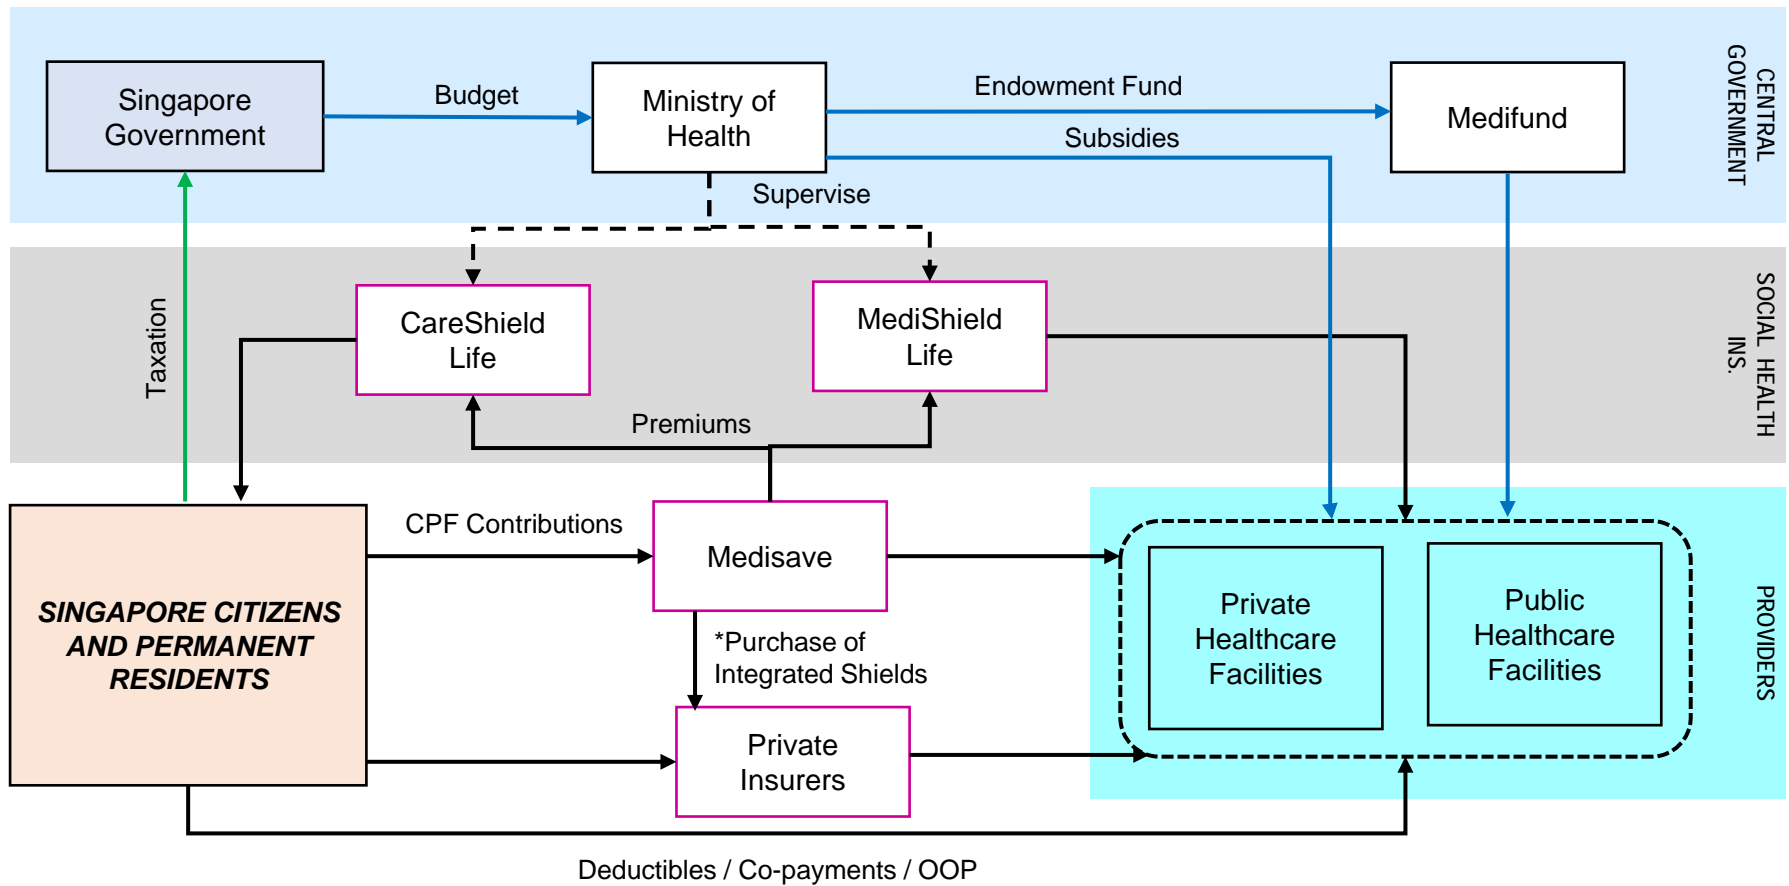 Singapore
Government
Budget
Ministry of
Health
Endowment Fund
Subsidies
Medifund
CENTRAL
GOVERNMENT
Supervise
Taxation
CareShield
Life
MediShield
Life
SOCIAL HEALTH
INS.
Premiums
SINGAPORE CITIZENS
AND PERMANENT
RESIDENTS
CPF Contributions
Medisave
*Purchase of
Integrated Shields
Private
Insurers
Private
Healthcare
Facilities
Public
Healthcare
Facilities
PROVIDERS
Deductibles / Co-payments / OOP